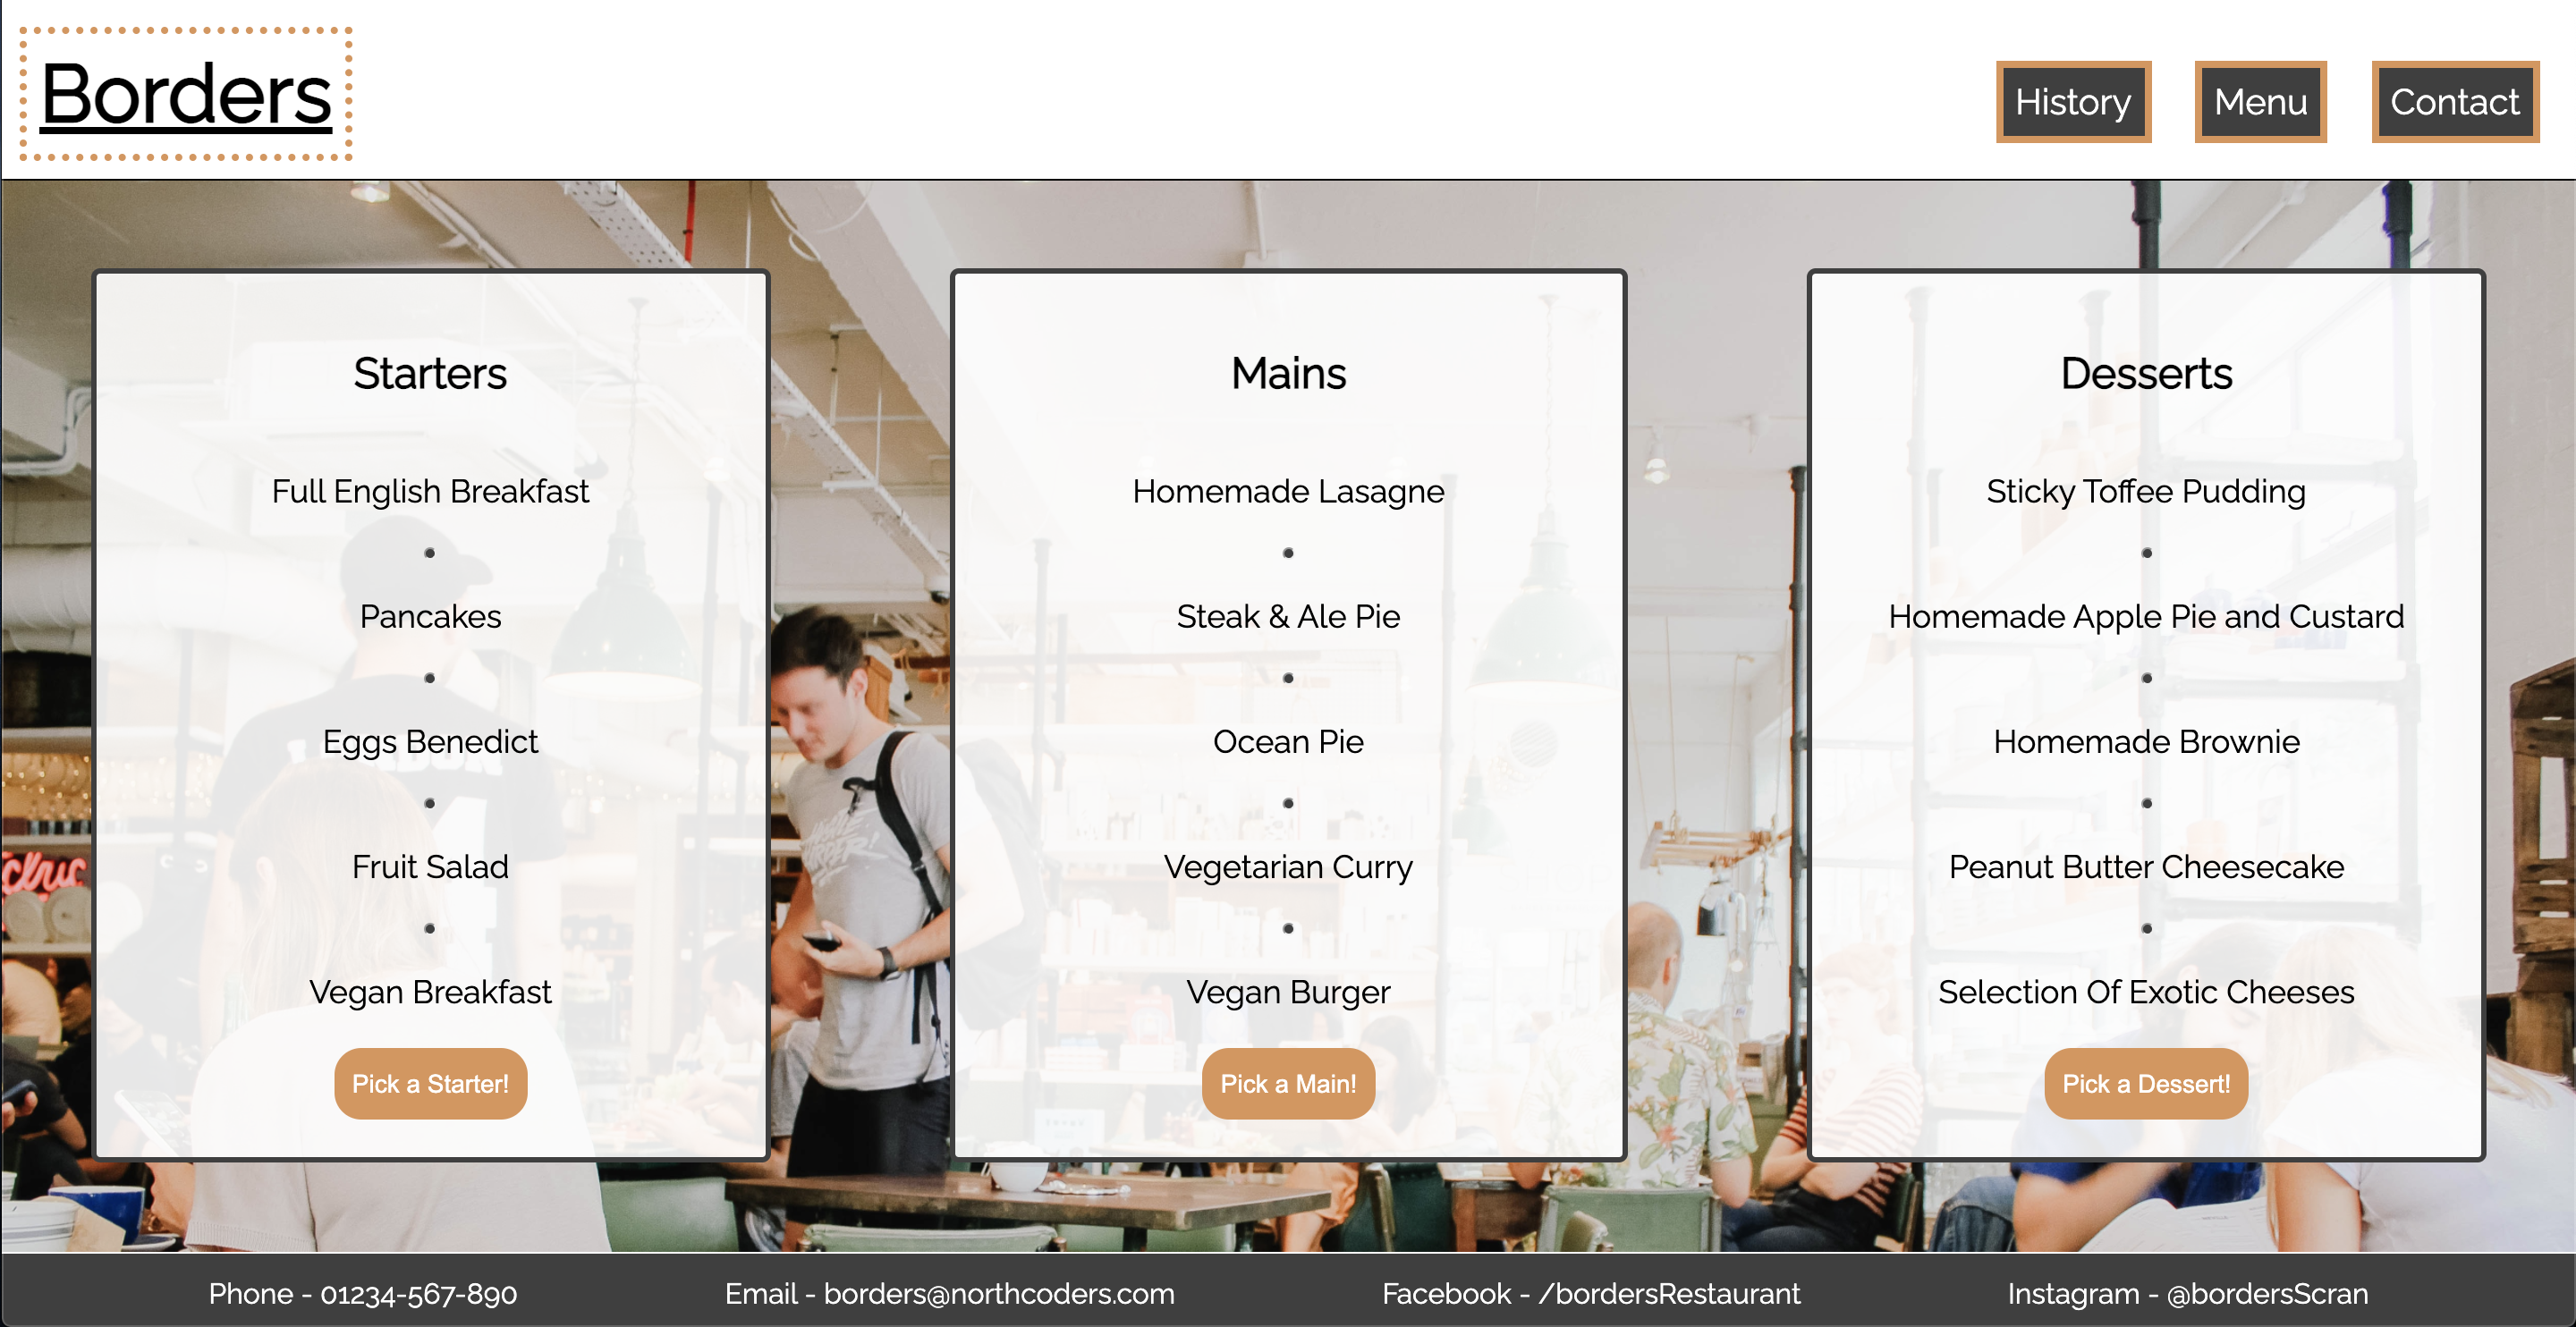 Borders
History Menu Contact
Starters
Full English Breakfast
Pancakes
Eggs Benedict
Fruit Salad
Vegan Breakfast
Pick a Starter!
Mains
Homemade Lasagne
Steak & Ale Pie
Ocean Pie
Vegetarian Curry
Vegan Burger
Pick a Main!
Desserts
Sticky Toffee Pudding
Homemade Apple Pie and Custard
Homemade Brownie
Peanut Butter Cheesecake
Selection Of Exotic Cheeses
Pick a Dessert!
Phone - 01234-567-890 Email - borders@northcoders.com Facebook - /bordersRestaurant Instagram - @bordersScran